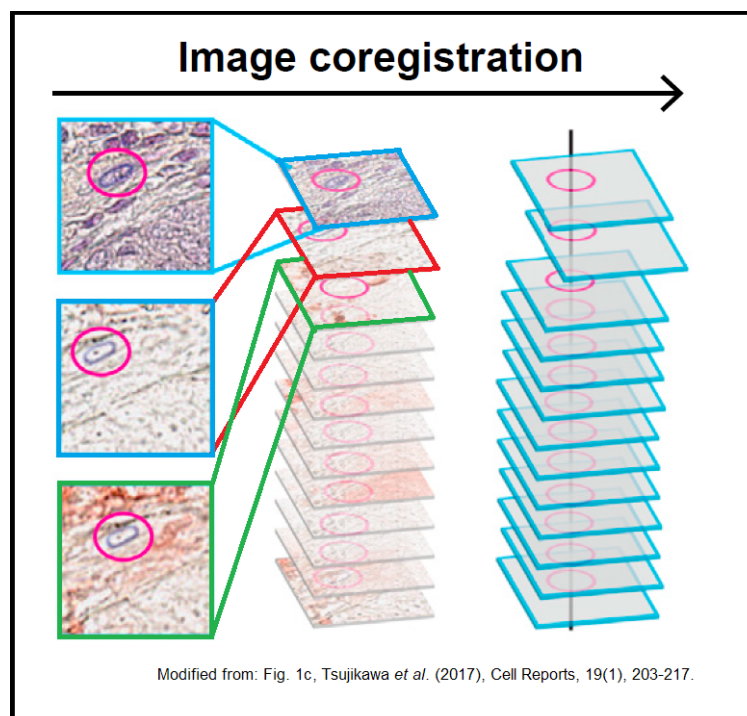 Image coregistration
Modified from: Fig. 1c, Tsujikawa et al. (2017), Cell Reports, 19(1), 203-217.